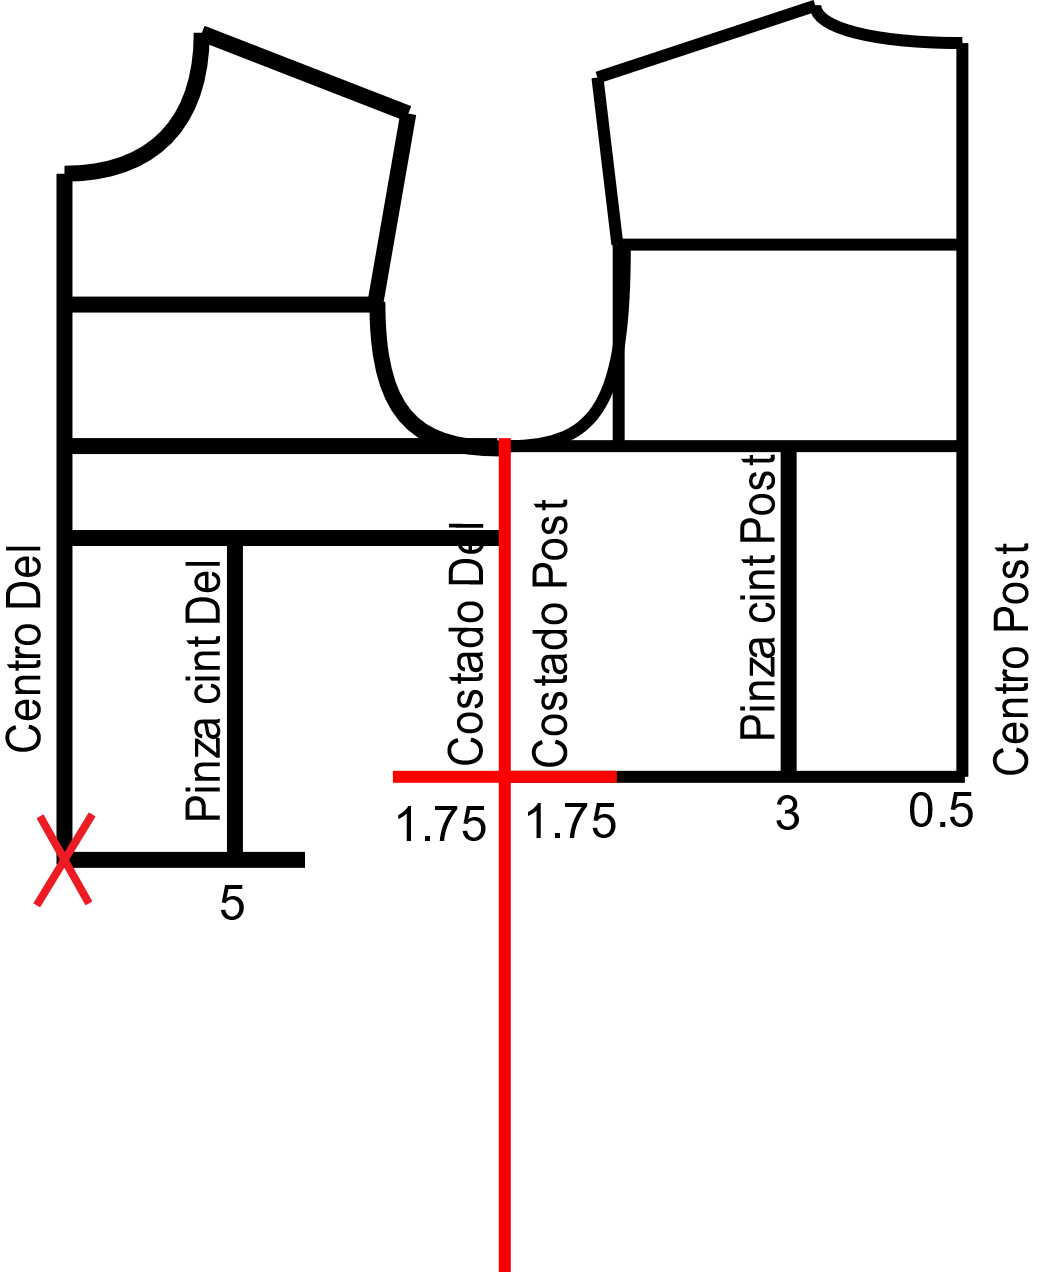 Centro Del
Pinza cint Del
Costado Del
Costado Post
Pinza cint Post
Centro Post
1.75
1.75
3
0.5
5